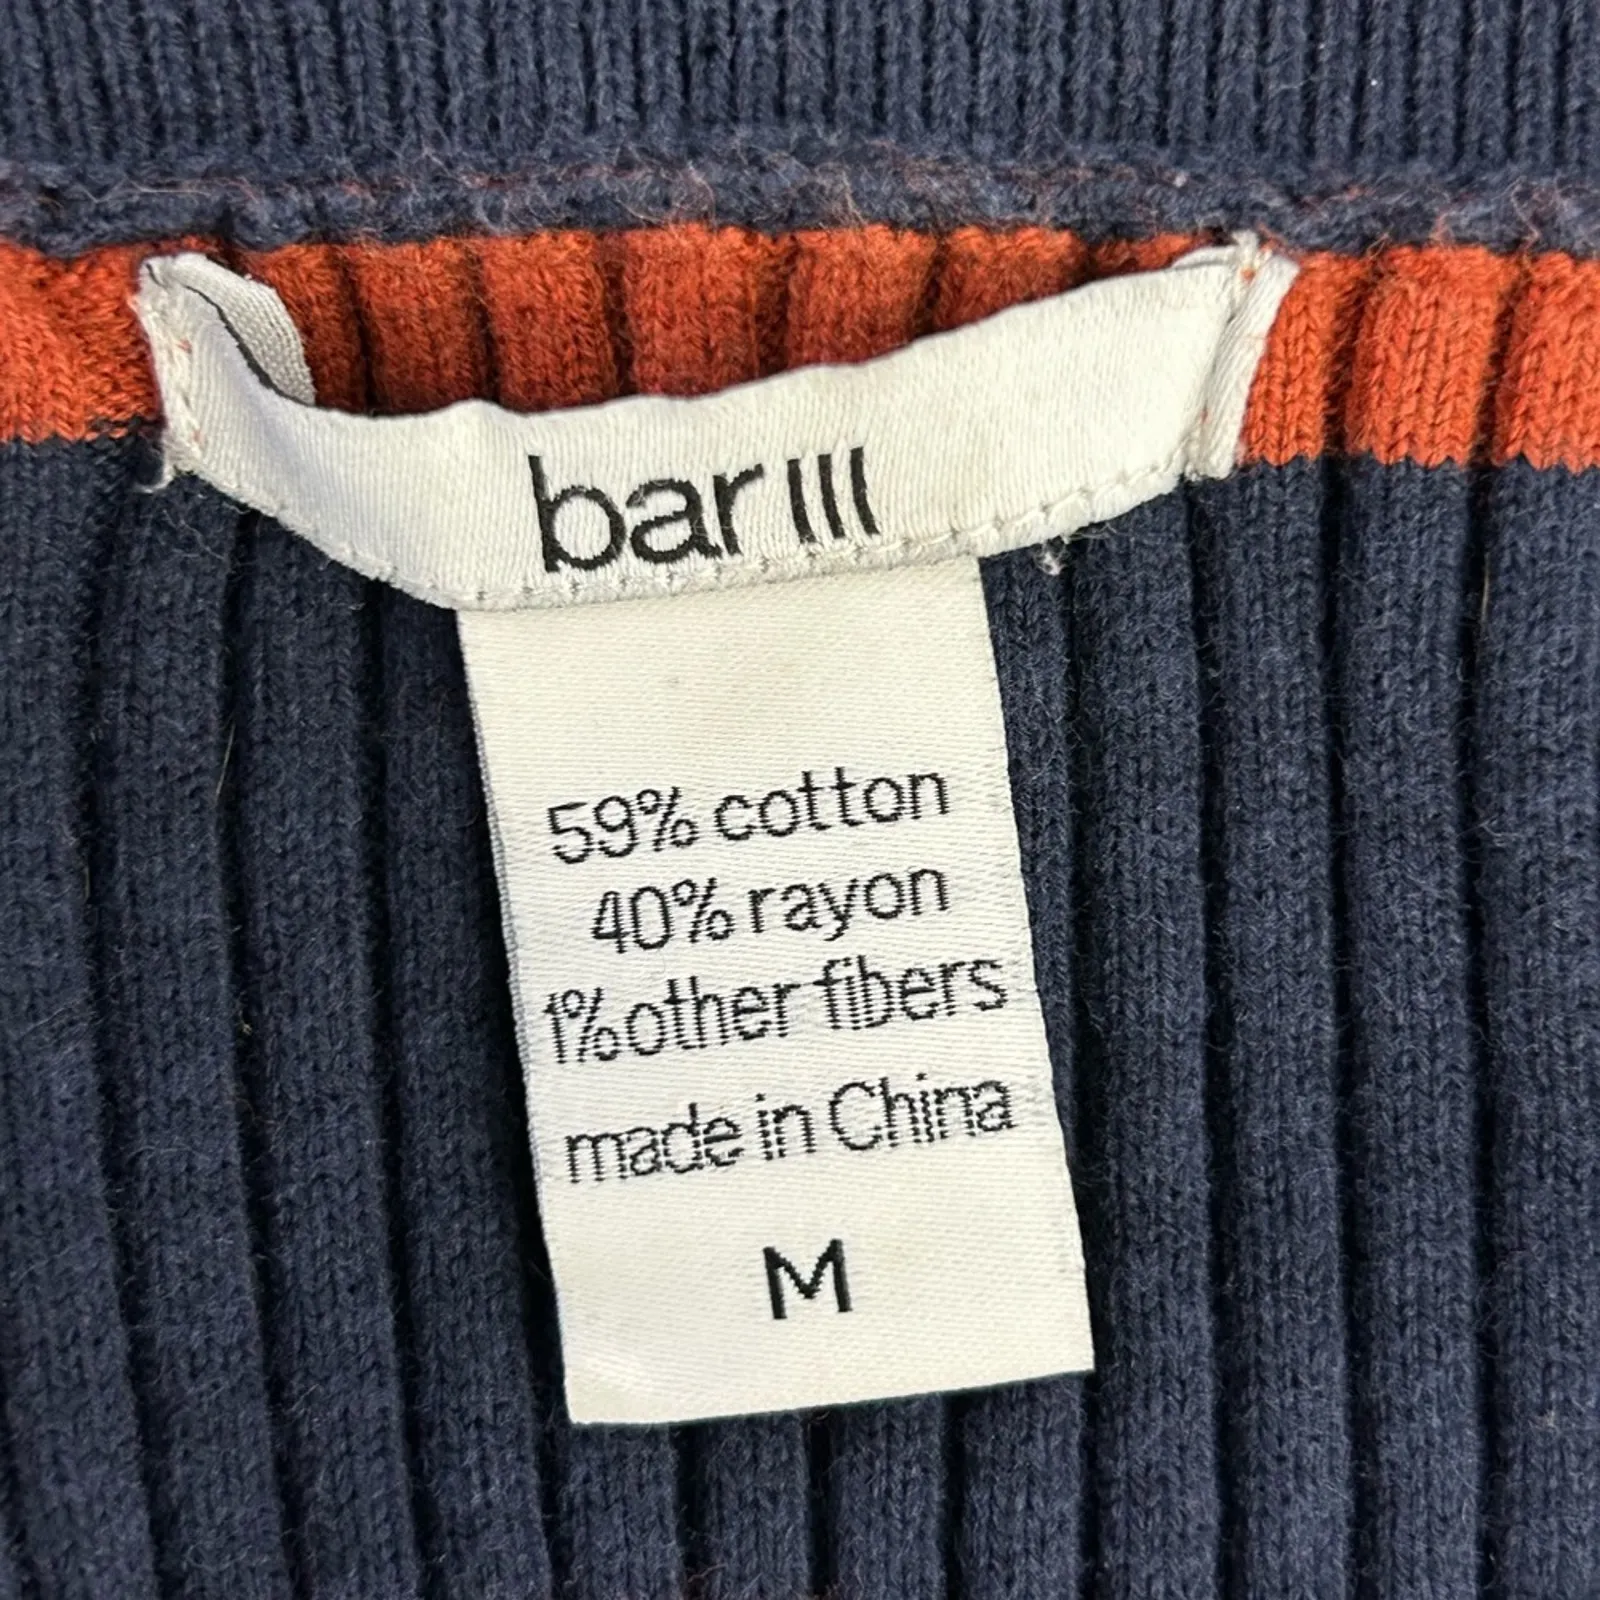 bar III
59% cotton
40% rayon
1% other fibers
made in China
M